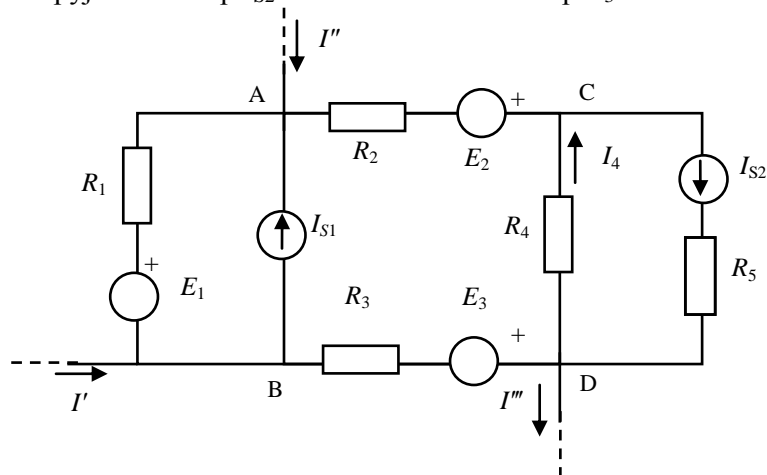 I″
A
C
+
R2
E2
I4
IS2
R1
IS1
R4
R5
+
E1
R3
E3
+
B
D
I′
I‴